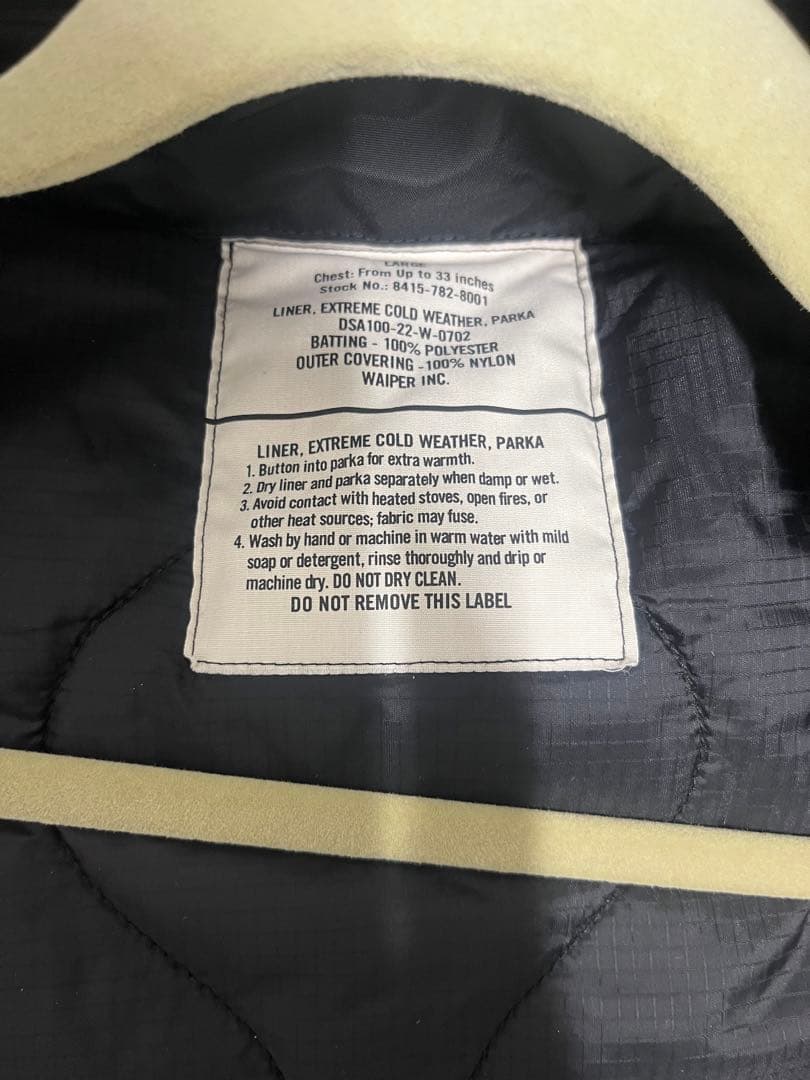 LARGE
Chest: From Up to 33 inches
Stock No.: 8415-782-8001
LINER, EXTREME COLD WEATHER, PARKA
DSA100-22-W-0702
BATTING - 100% POLYESTER
OUTER COVERING - 100% NYLON
WAIPER INC.
LINER, EXTREME COLD WEATHER, PARKA
1. Button into parka for extra warmth.
2. Dry liner and parka separately when damp or wet.
3. Avoid contact with heated stoves, open fires, or
other heat sources; fabric may fuse.
4. Wash by hand or machine in warm water with mild
soap or detergent, rinse thoroughly and drip or
machine dry. DO NOT DRY CLEAN.
DO NOT REMOVE THIS LABEL